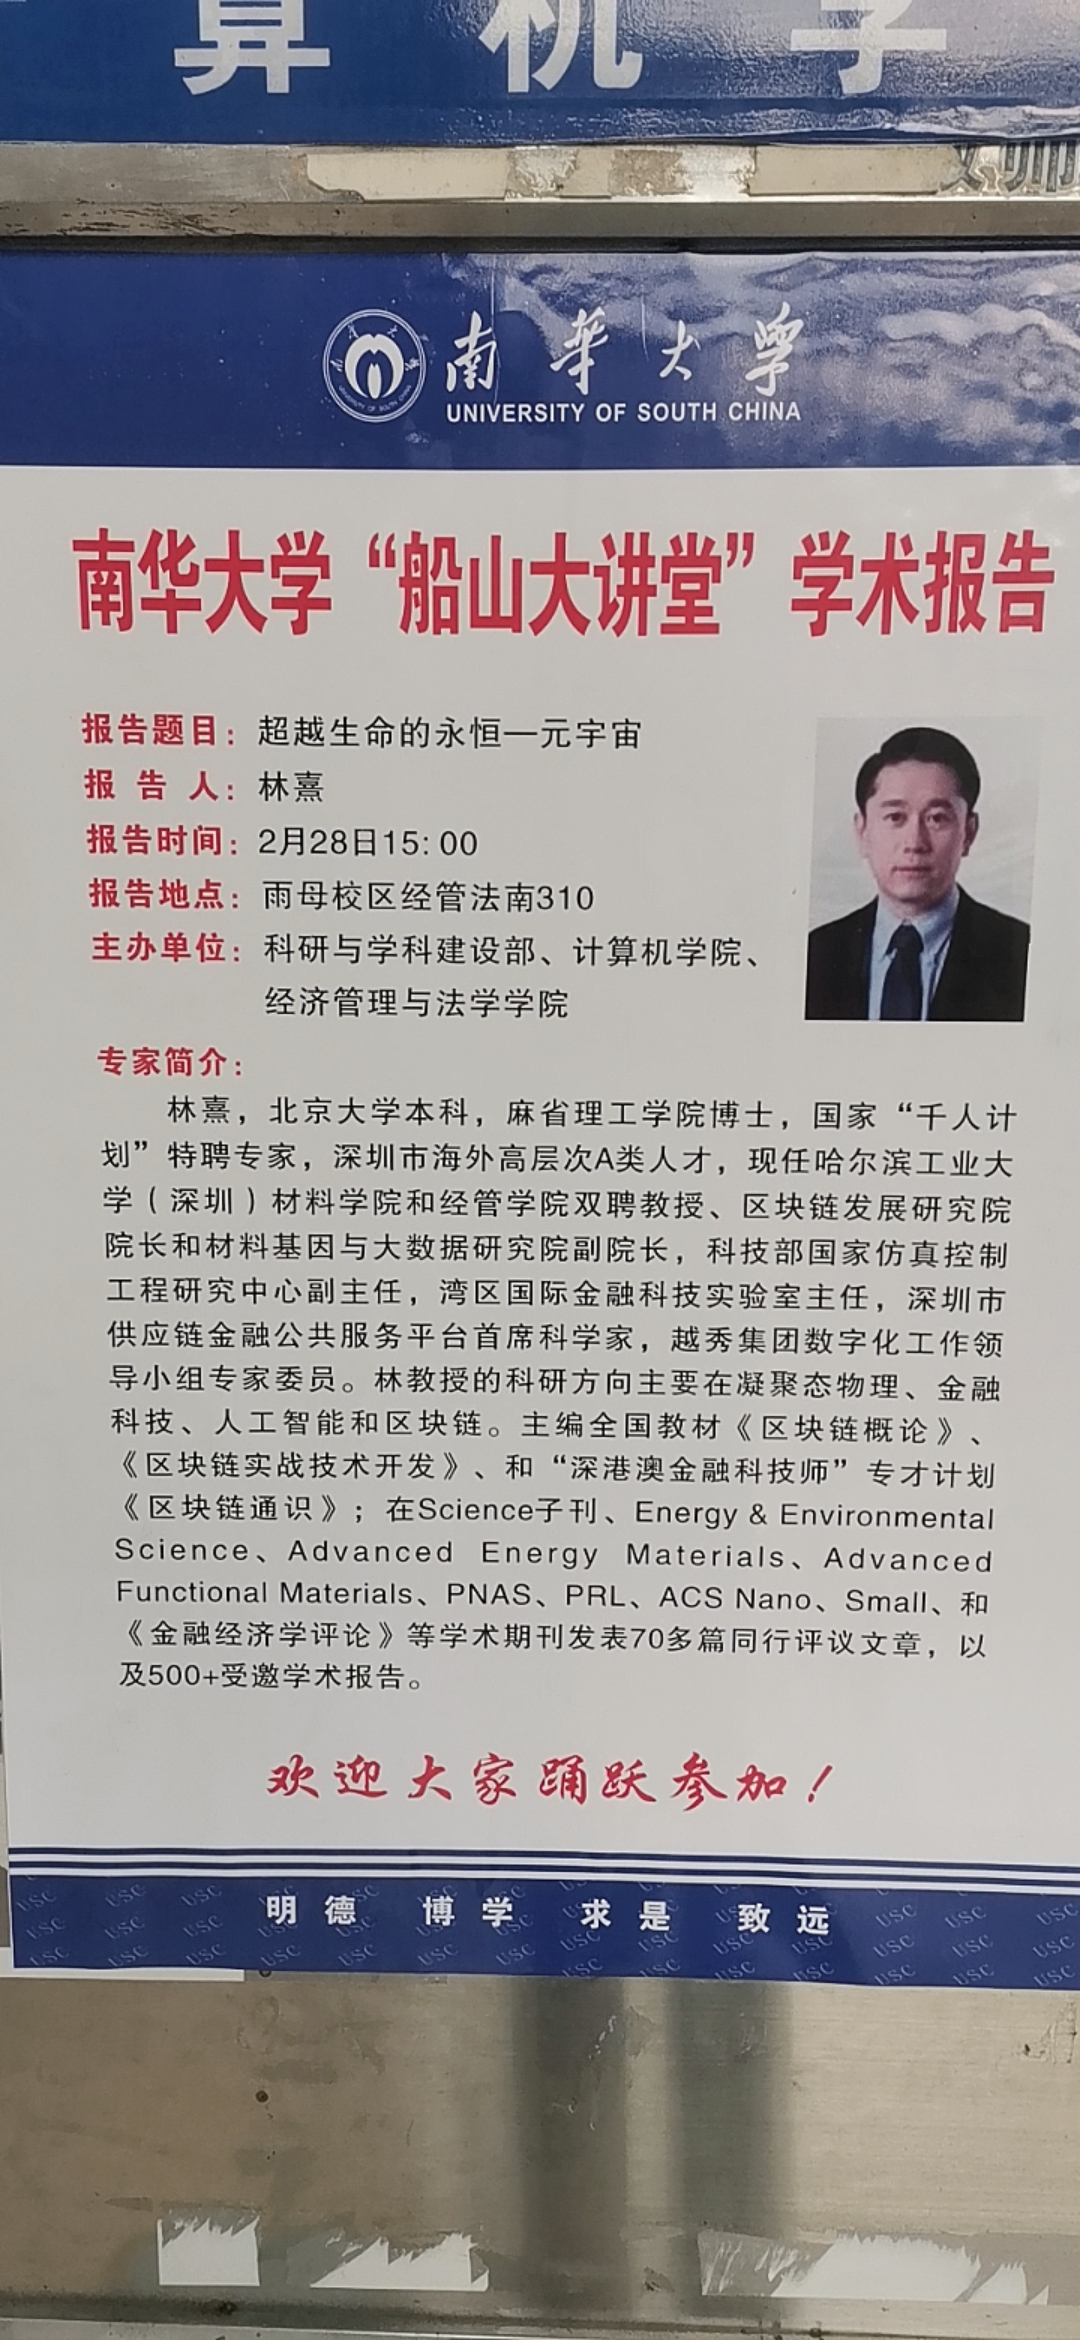 算机学
南華大學
UNIVERSITY OF SOUTH CHINA
南华大学“船山大讲堂”学术报告
报告题目：超越生命的永恒—元宇宙
报 告 人：林熹
报告时间：2月28日15: 00
报告地点：雨母校区经管法南310
主办单位：科研与学科建设部、计算机学院、
经济管理与法学学院
专家简介：
林熹，北京大学本科，麻省理工学院博士，国家“千人计
划”特聘专家，深圳市海外高层次A类人才，现任哈尔滨工业大
学（深圳）材料学院和经管学院双聘教授、区块链发展研究院
院长和材料基因与大数据研究院副院长，科技部国家仿真控制
工程研究中心副主任，湾区国际金融科技实验室主任，深圳市
供应链金融公共服务平台首席科学家，越秀集团数字化工作领
导小组专家委员。林教授的科研方向主要在凝聚态物理、金融
科技、人工智能和区块链。主编全国教材《区块链概论》、
《区块链实战技术开发》、和“深港澳金融科技师”专才计划
《区块链通识》；在Science子刊、Energy & Environmental
Science、Advanced Energy Materials、Advanced
Functional Materials、PNAS、PRL、ACS Nano、Small、和
《金融经济学评论》等学术期刊发表70多篇同行评议文章，以
及500+受邀学术报告。
欢迎大家踊跃参加！
明德 博学 求是 致远